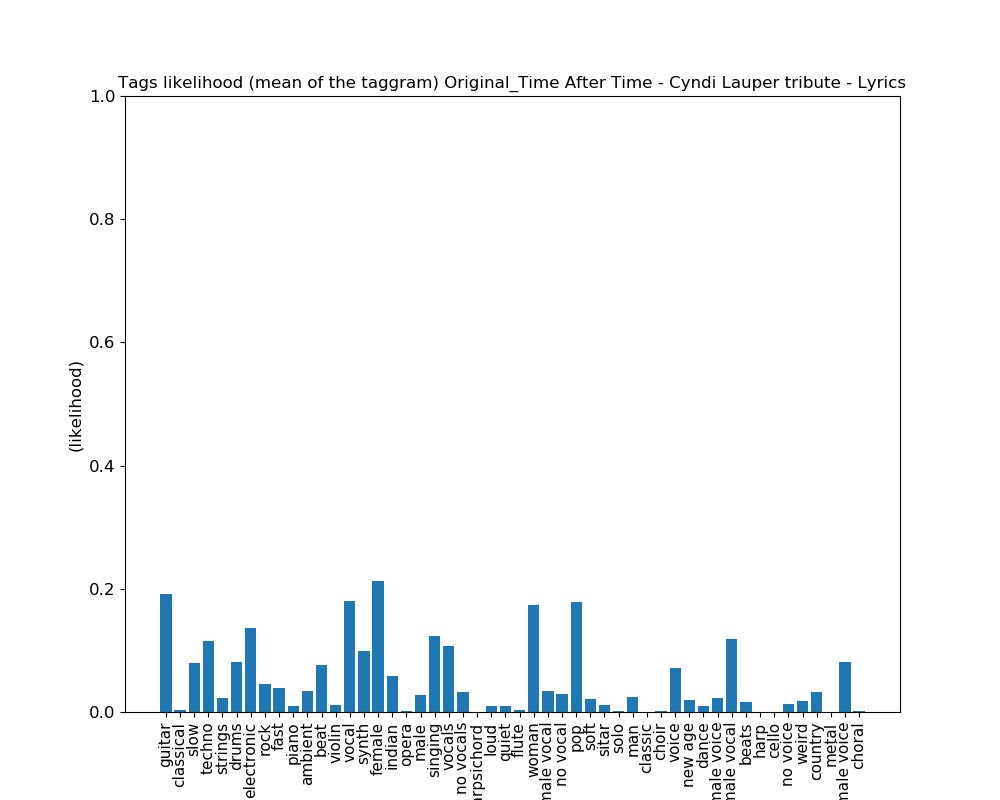 Tags likelihood (mean of the taggram) Original_Time After Time - Cyndi Lauper tribute - Lyrics
1.0
0.8
0.6
0.4
0.2
0.0
(likelihood)
guitar
classical
slow
techno
strings
drums
electronic
rock
fast
piano
ambient
beat
violin
vocal
synth
female
indian
opera
male
singing
vocals
no vocals
arpsichord
loud
quiet
flute
woman
male vocal
no vocal
pop
soft
sitar
solo
man
classic
choir
voice
new age
dance
male voice
male vocal
beats
harp
cello
no voice
weird
country
metal
male voice
choral